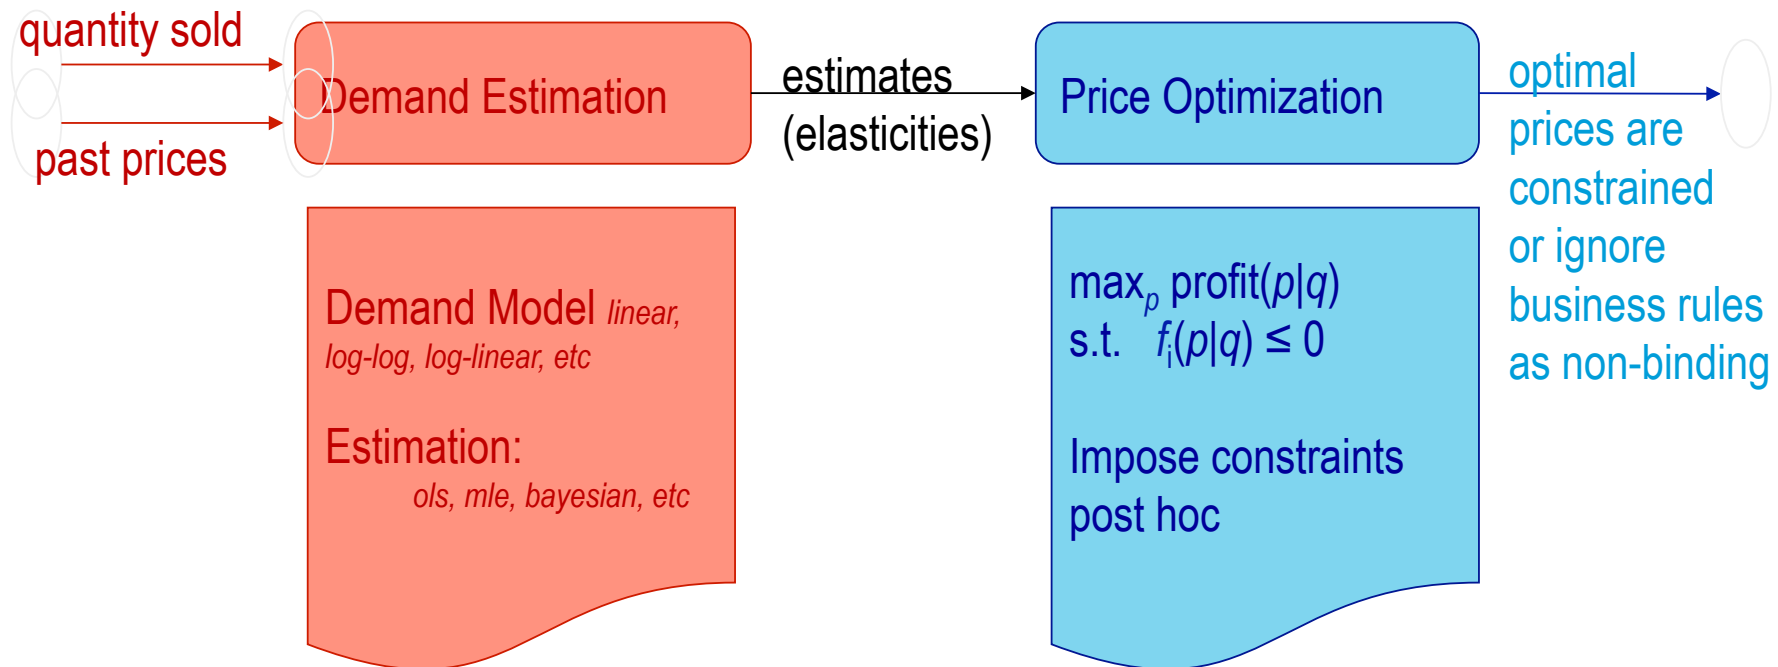 quantity sold
past prices
Demand Estimation
estimates
(elasticities)
Price Optimization
optimal
prices are
constrained
or ignore
business rules
as non-binding
Demand Model linear,
log-log, log-linear, etc
Estimation:
ols, mle, bayesian, etc
maxₚ profit(p|q)
s.t. fᵢ(p|q) ≤ 0
Impose constraints
post hoc